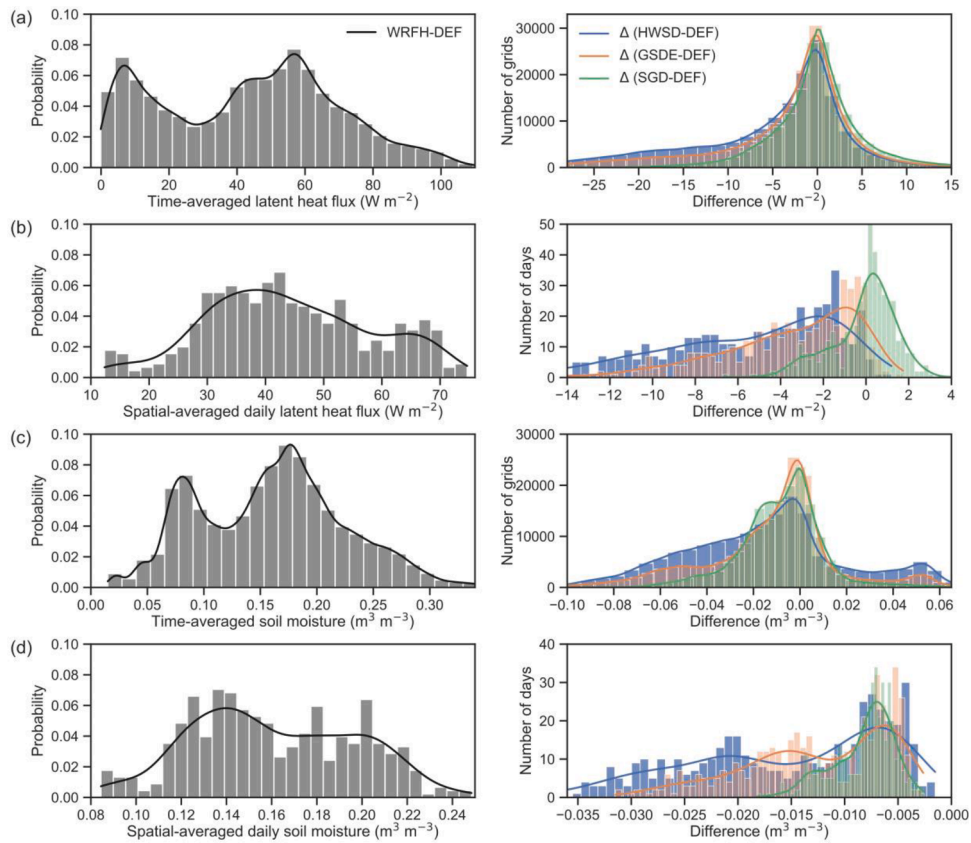 (a)
0.10
0.08
0.06
0.04
0.02
0.00
Probability
WRFH-DEF
0 20 40 60 80 100
Time-averaged latent heat flux (W m⁻²)
30000
20000
10000
0
Number of grids
Δ (HWSD-DEF)
Δ (GSDE-DEF)
Δ (SGD-DEF)
−25 −20 −15 −10 −5 0 5 10 15
Difference (W m⁻²)
(b)
0.10
0.08
0.06
0.04
0.02
0.00
Probability
10 20 30 40 50 60 70
Spatial-averaged daily latent heat flux (W m⁻²)
50
40
30
20
10
0
Number of days
−14 −12 −10 −8 −6 −4 −2 0 2 4
Difference (W m⁻²)
(c)
0.10
0.08
0.06
0.04
0.02
0.00
Probability
0.00 0.05 0.10 0.15 0.20 0.25 0.30
Time-averaged soil moisture (m³ m⁻³)
30000
20000
10000
0
Number of grids
−0.10 −0.08 −0.06 −0.04 −0.02 0.00 0.02 0.04 0.06
Difference (m³ m⁻³)
(d)
0.10
0.08
0.06
0.04
0.02
0.00
Probability
0.08 0.10 0.12 0.14 0.16 0.18 0.20 0.22 0.24
Spatial-averaged daily soil moisture (m³ m⁻³)
40
30
20
10
0
Number of days
−0.035 −0.030 −0.025 −0.020 −0.015 −0.010 −0.005 0.000
Difference (m³ m⁻³)